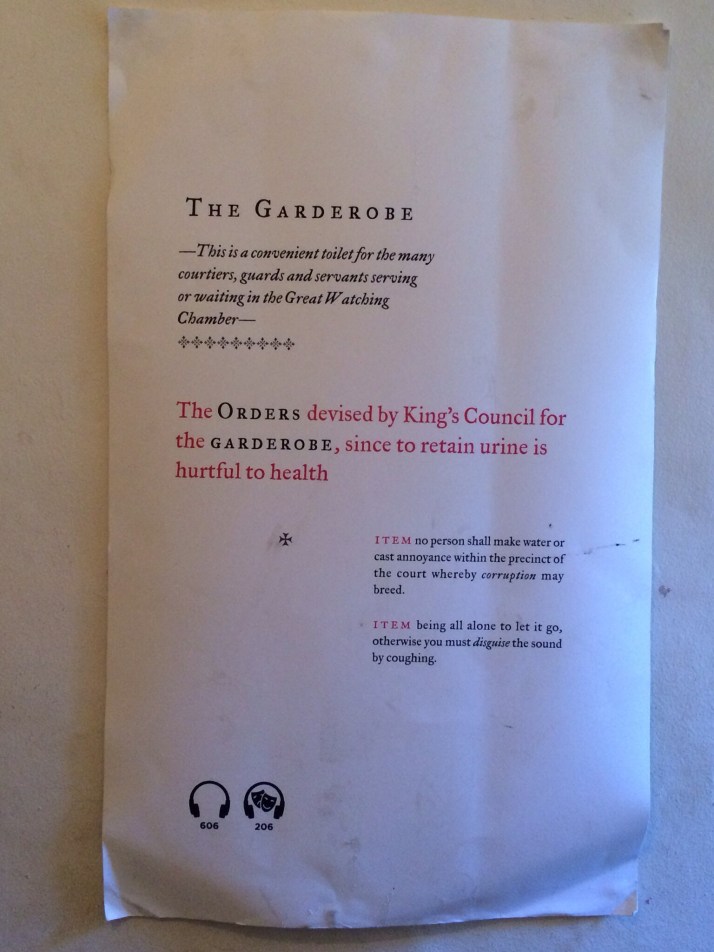 THE GARDEROBE
—This is a convenient toilet for the many
courtiers, guards and servants serving
or waiting in the Great Watching
Chamber—
The ORDERS devised by King's Council for
the GARDEROBE, since to retain urine is
hurtful to health
ITEM no person shall make water or
cast annoyance within the precinct of
the court whereby corruption may
breed.
ITEM being all alone to let it go,
otherwise you must disguise the sound
by coughing.
606 206